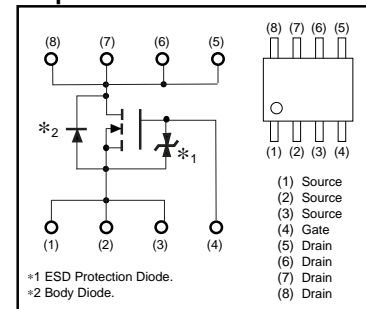 (8) (7) (6) (5)
(8) (7) (6) (5)
∗2
∗1
(1) (2) (3) (4)
(1) (2) (3) (4)
(1) Source
(2) Source
(3) Source
(4) Gate
(5) Drain
(6) Drain
(7) Drain
(8) Drain
∗1 ESD Protection Diode.
∗2 Body Diode.